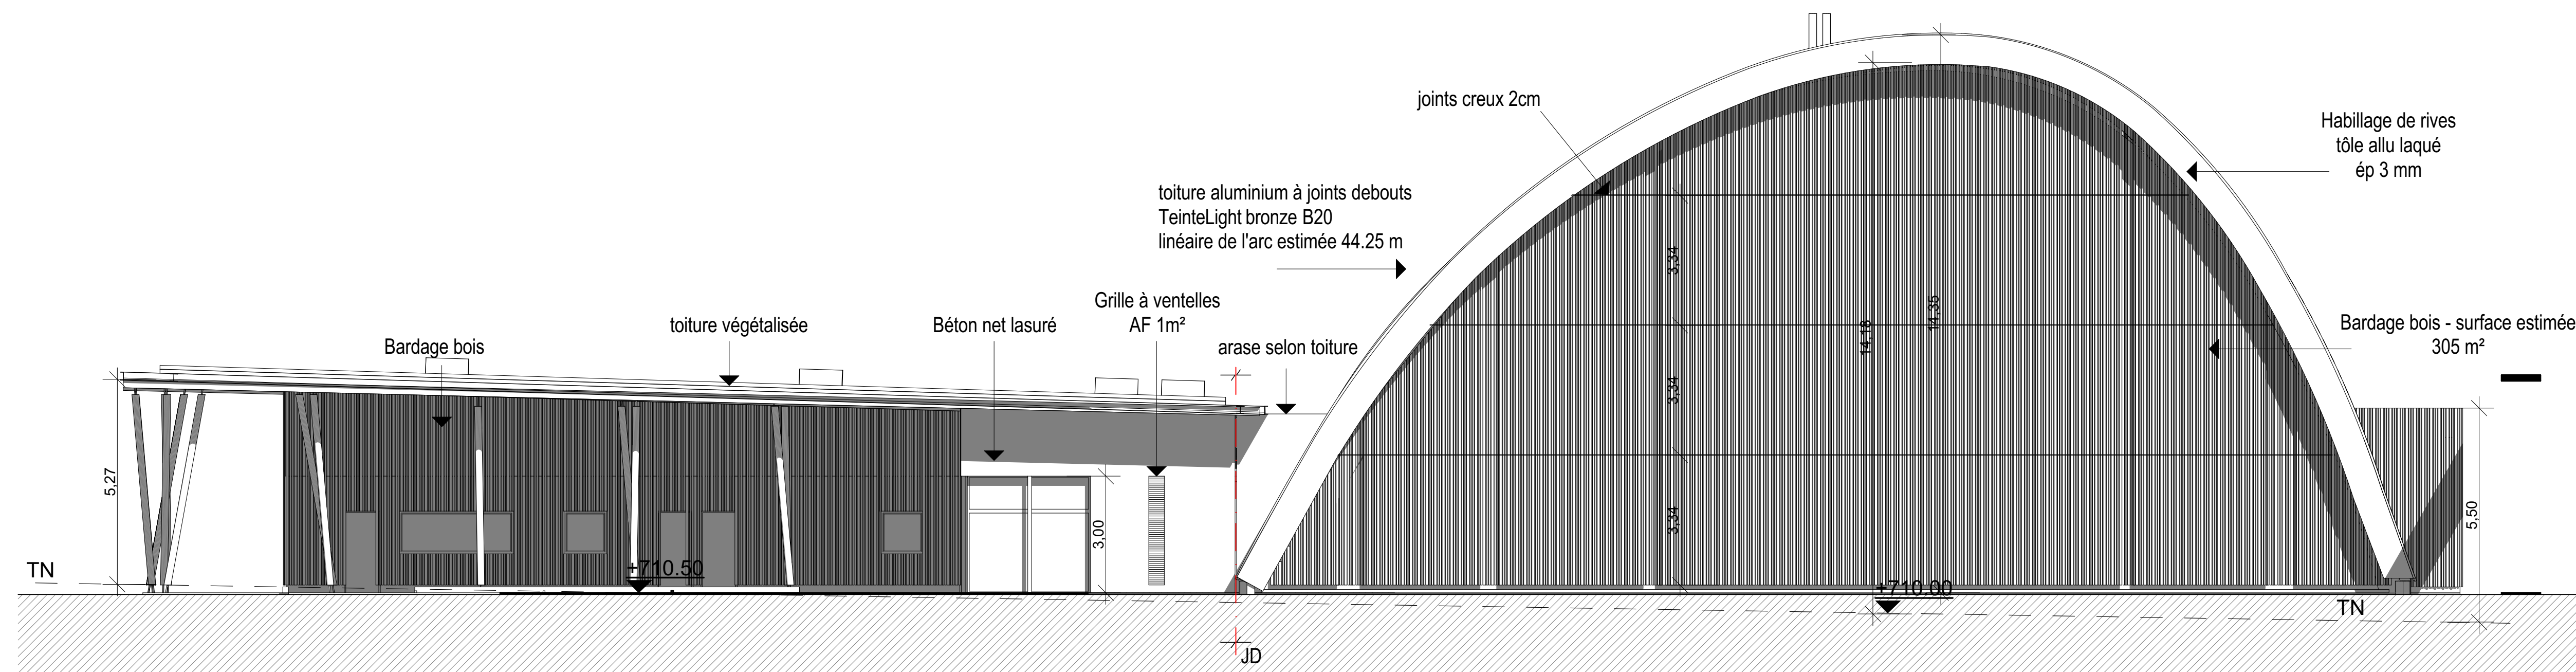 joints creux 2cm
Habillage de rives
tôle allu laqué
ép 3 mm
toiture aluminium à joints debouts
TeinteLight bronze B20
linéaire de l'arc estimée 44.25 m
Grille à ventelles
AF 1m²
toiture végétalisée
Béton net lasuré
Bardage bois
arase selon toiture
Bardage bois - surface estimée
305 m²
3,34
3,34
3,34
14,18
14,35
5,27
3,00
5,50
TN
+710.50
+710.00
TN
JD